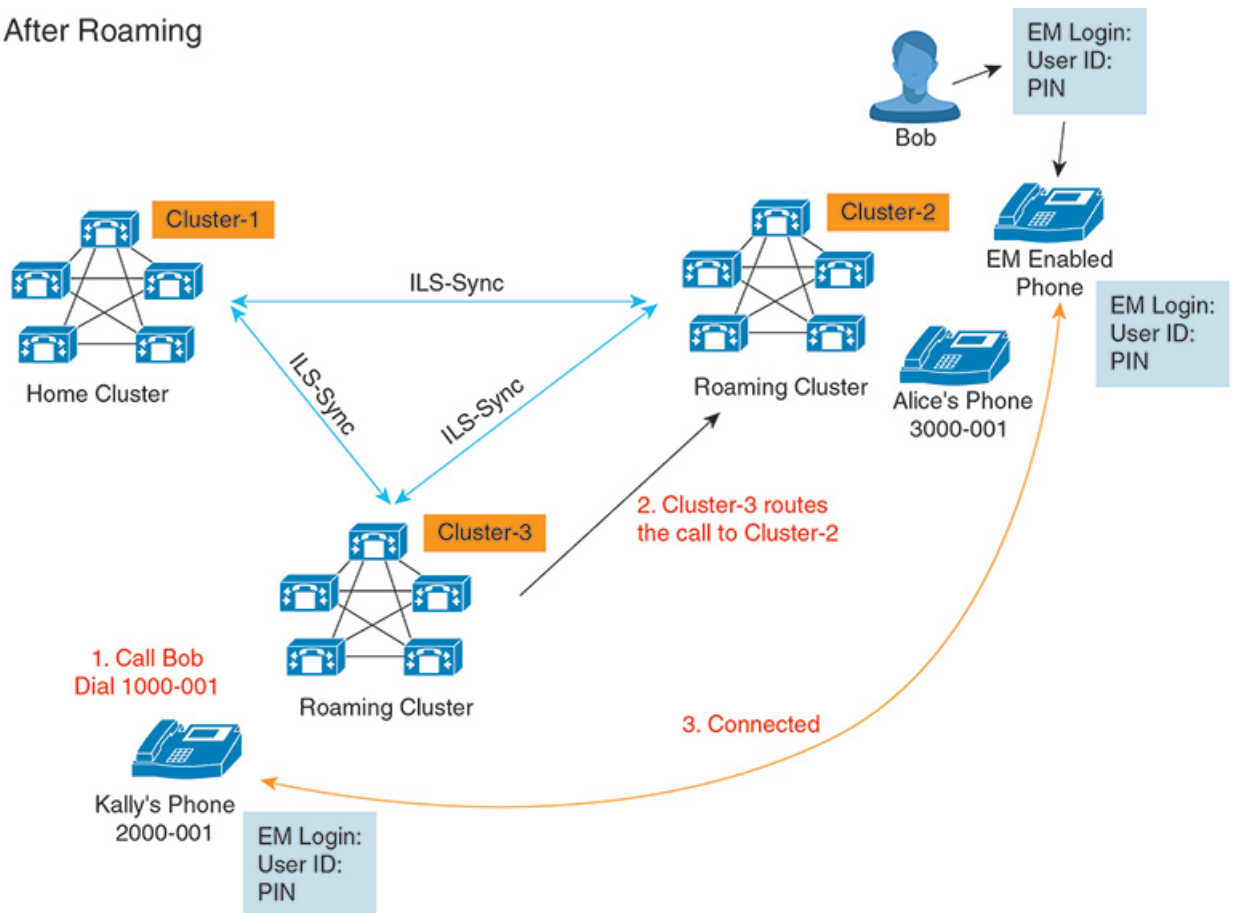 After Roaming
EM Login:
User ID:
PIN
Bob
Cluster-1
Cluster-2
EM Enabled
Phone
ILS-Sync
EM Login:
User ID:
PIN
Home Cluster
Roaming Cluster
Alice's Phone
3000-001
ILS-Sync
ILS-Sync
2. Cluster-3 routes
the call to Cluster-2
Cluster-3
1. Call Bob
Dial 1000-001
Roaming Cluster
3. Connected
Kally's Phone
2000-001
EM Login:
User ID:
PIN